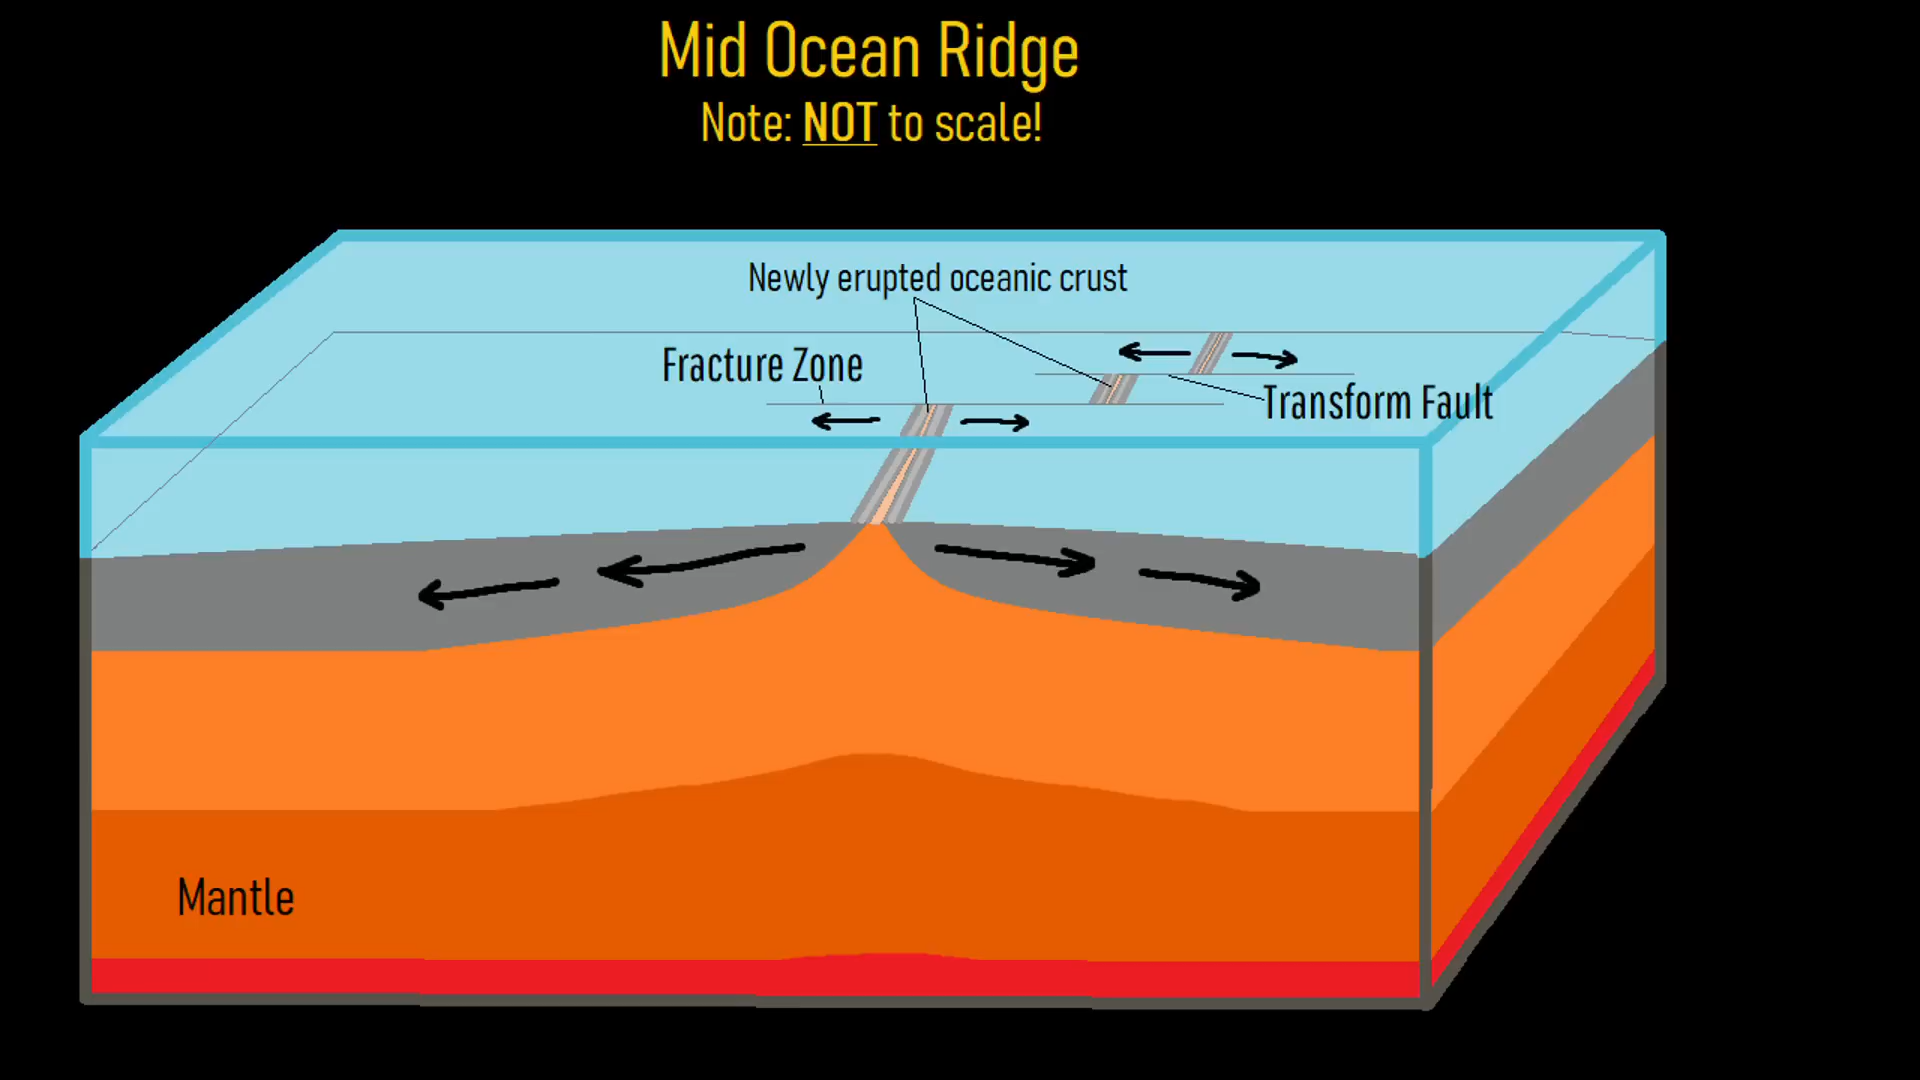 Mid Ocean Ridge
Note: NOT to scale!
Newly erupted oceanic crust
Fracture Zone
Transform Fault
Mantle